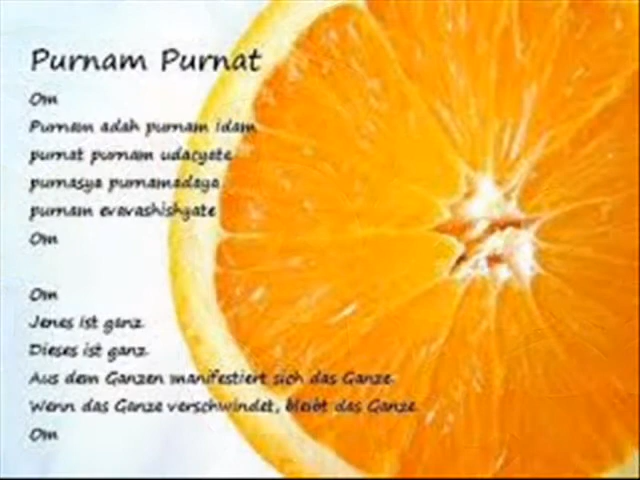 Purnam Purnat
Om
Purnam adah purnam idam
purnat purnam udacyate
purnasya purnamadaya
purnam evavashishyate
Om
Om
Jenes ist ganz
Dieses ist ganz
Aus dem Ganzen manifestiert sich das Ganze
Wenn das Ganze verschwindet, bleibt das Ganze
Om